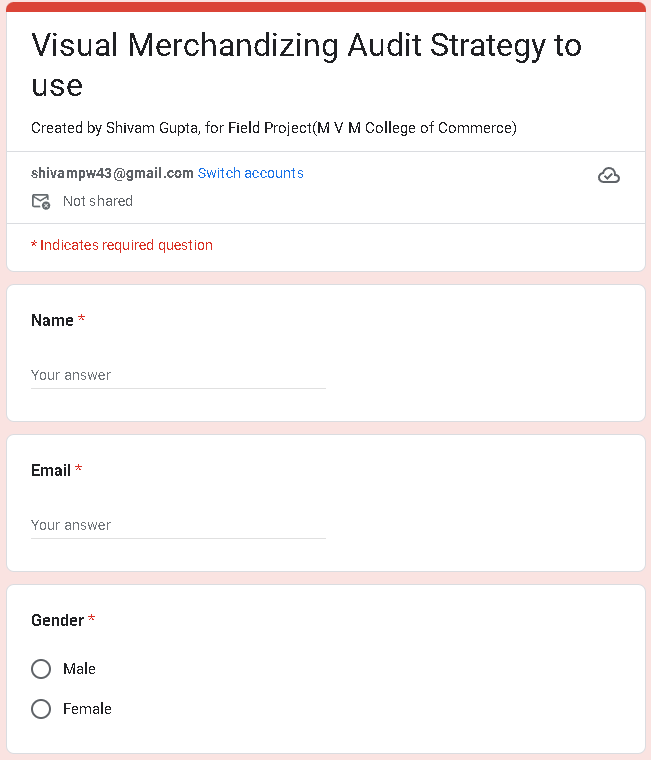 Visual Merchandizing Audit Strategy to
use
Created by Shivam Gupta, for Field Project(M V M College of Commerce)
shivampw43@gmail.com Switch accounts
Not shared
* Indicates required question
Name *
Your answer
Email *
Your answer
Gender *
Male
Female